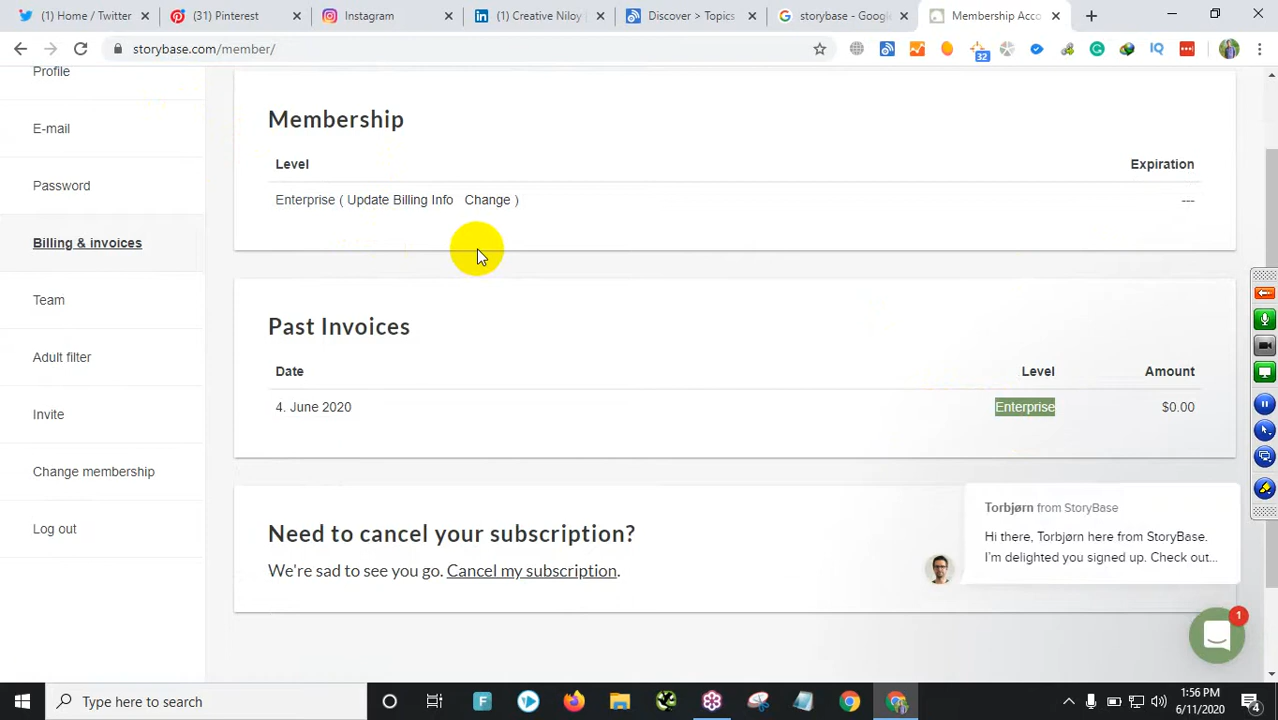 (1) Home / Twitter
(31) Pinterest
Instagram
(1) Creative Niloy |
Discover > Topics
storybase - Google
Membership Acco
storybase.com/member/
32
IQ
Profile
E-mail
Password
Billing & invoices
Team
Adult filter
Invite
Change membership
Log out
Membership
Level Expiration
Enterprise ( Update Billing Info Change ) ---
Past Invoices
Date Level Amount
4. June 2020 Enterprise $0.00
Need to cancel your subscription?
We're sad to see you go. Cancel my subscription.
Torbjørn from StoryBase
Hi there, Torbjørn here from StoryBase.
I'm delighted you signed up. Check out...
1
Type here to search
F
1:56 PM
6/11/2020
4